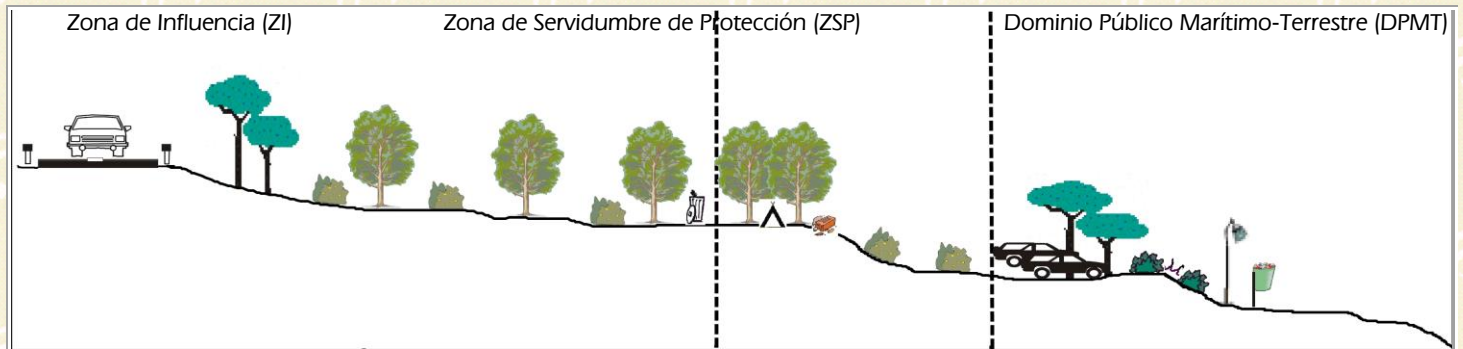 Zona de Influencia (ZI)
Zona de Servidumbre de Protección (ZSP)
Dominio Público Marítimo-Terrestre (DPMT)